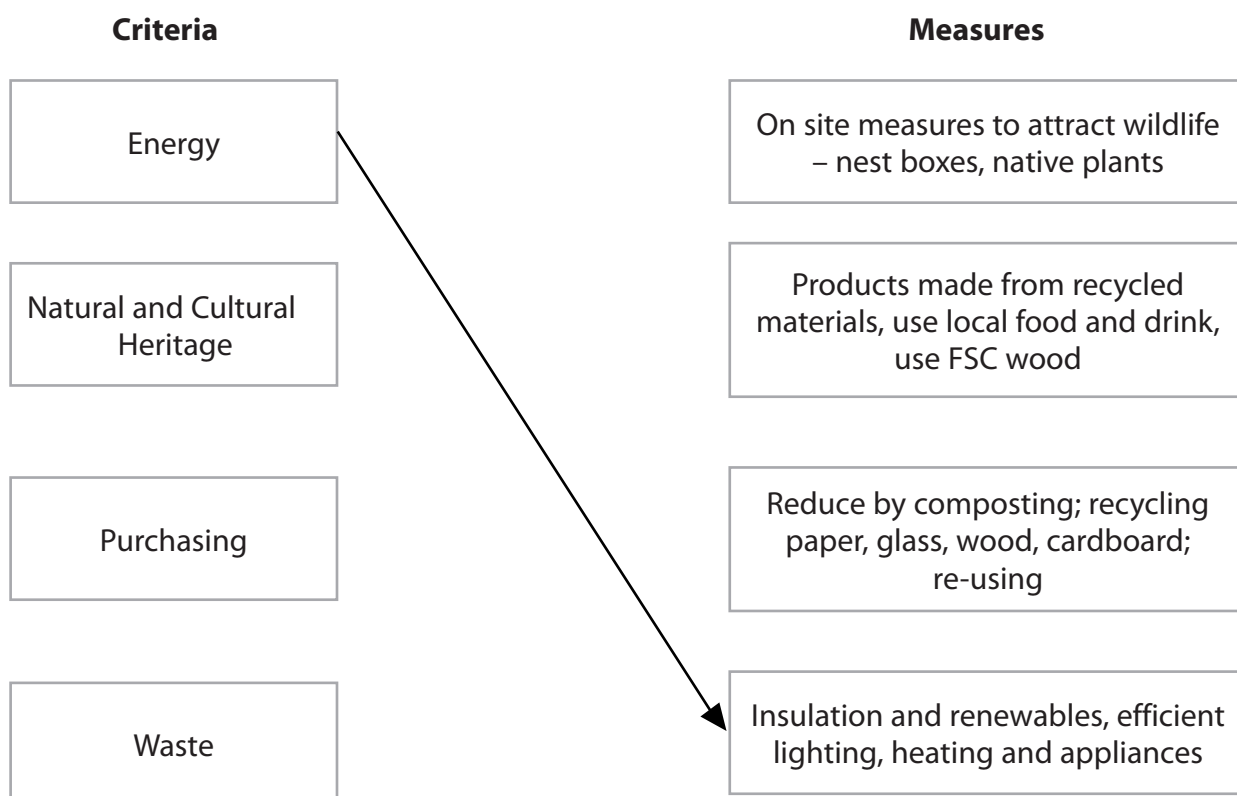 Criteria
Measures
Energy
On site measures to attract wildlife
– nest boxes, native plants
Natural and Cultural
Heritage
Products made from recycled
materials, use local food and drink,
use FSC wood
Purchasing
Reduce by composting; recycling
paper, glass, wood, cardboard;
re-using
Waste
Insulation and renewables, efficient
lighting, heating and appliances